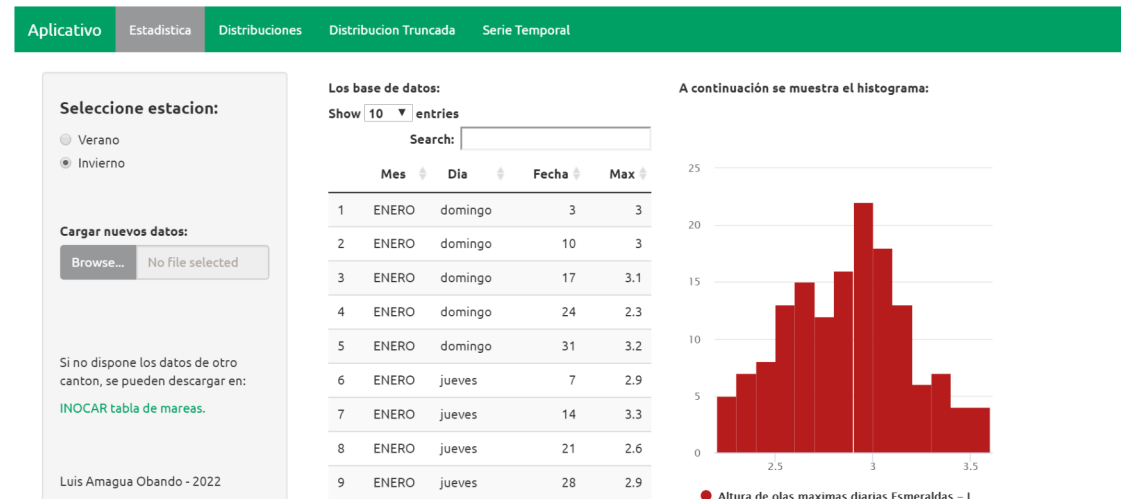 Aplicativo Estadistica Distribuciones Distribucion Truncada Serie Temporal
Seleccione estacion:
Verano
Invierno
Cargar nuevos datos:
Browse... No file selected
Si no dispone los datos de otro
canton, se pueden descargar en:
INOCAR tabla de mareas.
Luis Amagua Obando - 2022
Los base de datos:
Show 10 entries
Search:
Mes Dia Fecha Max
1 ENERO domingo 3 3
2 ENERO domingo 10 3
3 ENERO domingo 17 3.1
4 ENERO domingo 24 2.3
5 ENERO domingo 31 3.2
6 ENERO jueves 7 2.9
7 ENERO jueves 14 3.3
8 ENERO jueves 21 2.6
9 ENERO jueves 28 2.9
A continuación se muestra el histograma:
25
20
15
10
5
0
2.5 3 3.5
Altura de olas maximas diarias Esmeraldas –